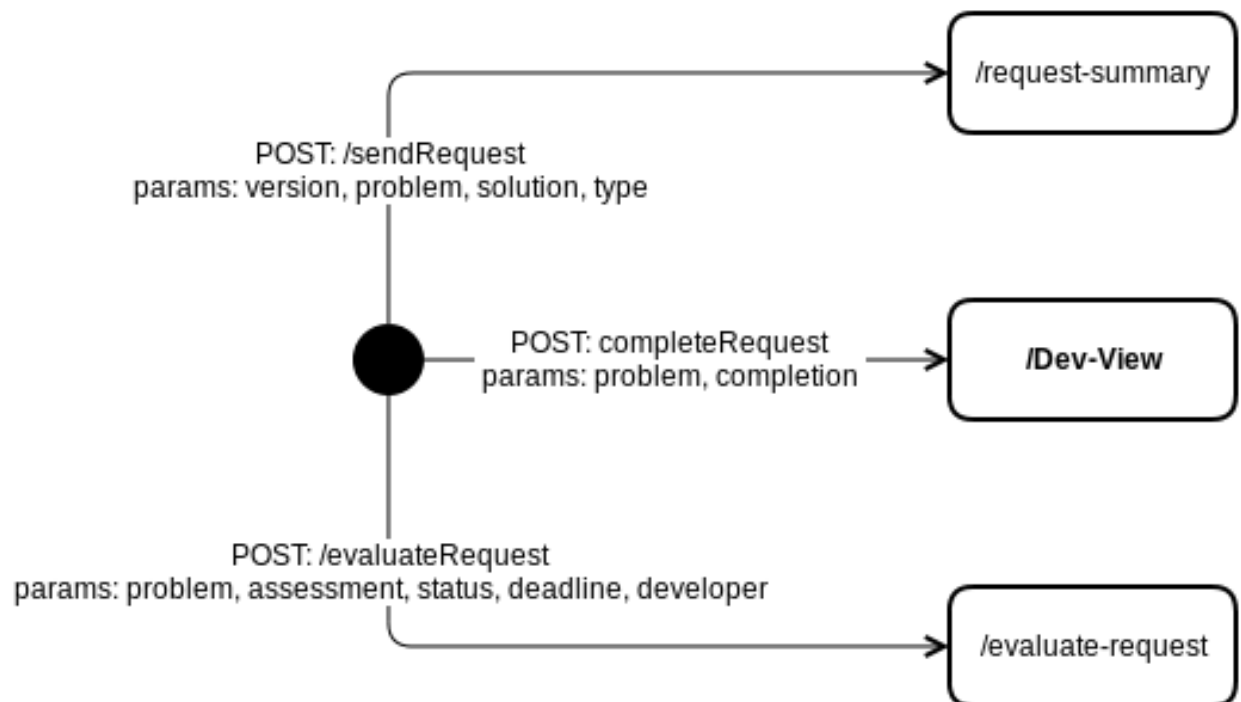 /request-summary
POST: /sendRequest
params: version, problem, solution, type
POST: completeRequest
params: problem, completion
/Dev-View
POST: /evaluateRequest
params: problem, assessment, status, deadline, developer
/evaluate-request